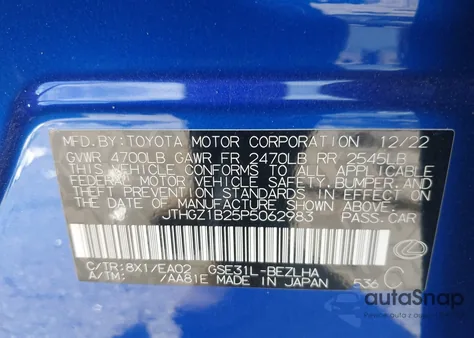 MFD.BY:TOYOTA MOTOR CORPORATION 12/22
GVWR 4700LB GAWR FR 2470LB RR 2545LB
THIS VEHICLE CONFORMS TO ALL APPLICABLE
FEDERAL MOTOR VEHICLE SAFETY,BUMPER,AND
THEFT PREVENTION STANDARDS IN EFFECT ON
THE DATE OF MANUFACTURE SHOWN ABOVE.
JTHGZ1B25P5062983 PASS.CAR
C/TR:8X1/EA02 GSE31L-BEZLHA
A/TM: /AA81E MADE IN JAPAN 536 C
autoSnap